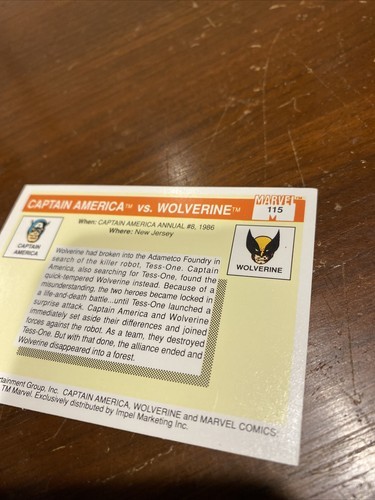 CAPTAIN AMERICA™ vs. WOLVERINE™
MARVEL
115
When: CAPTAIN AMERICA ANNUAL #8, 1986
Where: New Jersey
CAPTAIN
AMERICA
WOLVERINE
Wolverine had broken into the Adametco Foundry in
search of the killer robot, Tess-One. Captain
America, also searching for Tess-One, found the
quick-tempered Wolverine instead. Because of a
misunderstanding, the two heroes became locked in
a life-and-death battle...until Tess-One launched a
surprise attack. Captain America and Wolverine
immediately set aside their differences and joined
forces against the robot. As a team, they destroyed
Tess-One. But with that done, the alliance ended and
Wolverine disappeared into a forest.
rtainment Group, Inc. CAPTAIN AMERICA, WOLVERINE and MARVEL COMICS:
TM Marvel. Exclusively distributed by Impel Marketing Inc.